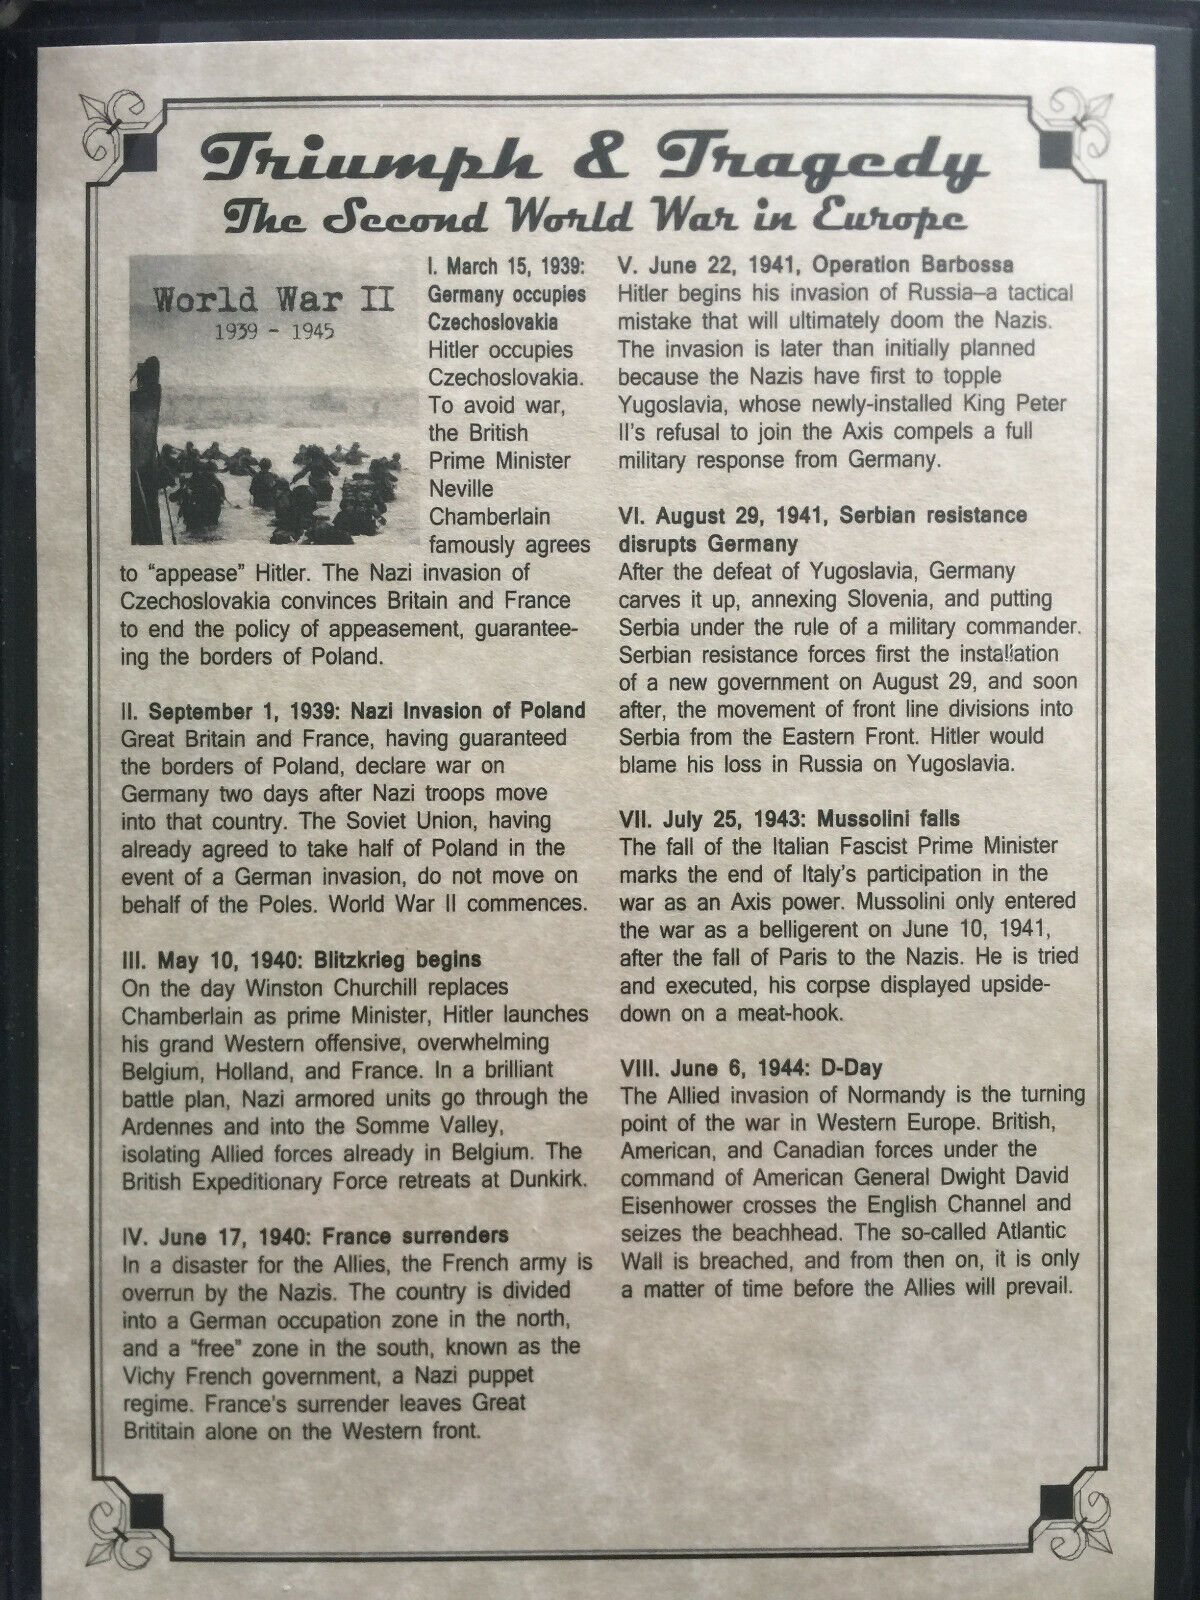 Triumph & Tragedy
The Second World War in Europe
World War II
1939 - 1945
I. March 15, 1939:
Germany occupies
Czechoslovakia
Hitler occupies
Czechoslovakia.
To avoid war,
the British
Prime Minister
Neville
Chamberlain
famously agrees
to “appease” Hitler. The Nazi invasion of
Czechoslovakia convinces Britain and France
to end the policy of appeasement, guarantee-
ing the borders of Poland.
II. September 1, 1939: Nazi Invasion of Poland
Great Britain and France, having guaranteed
the borders of Poland, declare war on
Germany two days after Nazi troops move
into that country. The Soviet Union, having
already agreed to take half of Poland in the
event of a German invasion, do not move on
behalf of the Poles. World War II commences.
III. May 10, 1940: Blitzkrieg begins
On the day Winston Churchill replaces
Chamberlain as prime Minister, Hitler launches
his grand Western offensive, overwhelming
Belgium, Holland, and France. In a brilliant
battle plan, Nazi armored units go through the
Ardennes and into the Somme Valley,
isolating Allied forces already in Belgium. The
British Expeditionary Force retreats at Dunkirk.
IV. June 17, 1940: France surrenders
In a disaster for the Allies, the French army is
overrun by the Nazis. The country is divided
into a German occupation zone in the north,
and a “free” zone in the south, known as the
Vichy French government, a Nazi puppet
regime. France's surrender leaves Great
Brititain alone on the Western front.
V. June 22, 1941, Operation Barbossa
Hitler begins his invasion of Russia–a tactical
mistake that will ultimately doom the Nazis.
The invasion is later than initially planned
because the Nazis have first to topple
Yugoslavia, whose newly-installed King Peter
II's refusal to join the Axis compels a full
military response from Germany.
VI. August 29, 1941, Serbian resistance
disrupts Germany
After the defeat of Yugoslavia, Germany
carves it up, annexing Slovenia, and putting
Serbia under the rule of a military commander.
Serbian resistance forces first the installation
of a new government on August 29, and soon
after, the movement of front line divisions into
Serbia from the Eastern Front. Hitler would
blame his loss in Russia on Yugoslavia.
VII. July 25, 1943: Mussolini falls
The fall of the Italian Fascist Prime Minister
marks the end of Italy's participation in the
war as an Axis power. Mussolini only entered
the war as a belligerent on June 10, 1941,
after the fall of Paris to the Nazis. He is tried
and executed, his corpse displayed upside-
down on a meat-hook.
VIII. June 6, 1944: D-Day
The Allied invasion of Normandy is the turning
point of the war in Western Europe. British,
American, and Canadian forces under the
command of American General Dwight David
Eisenhower crosses the English Channel and
seizes the beachhead. The so-called Atlantic
Wall is breached, and from then on, it is only
a matter of time before the Allies will prevail.